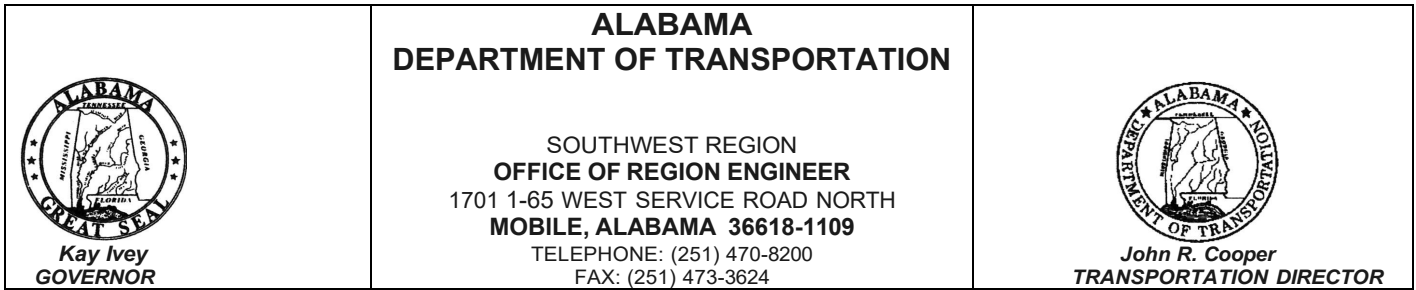 ALABAMA
TENNESSEE
MISSISSIPPI
GEORGIA
FLORIDA
GREAT SEAL
Kay Ivey
GOVERNOR
ALABAMA
DEPARTMENT OF TRANSPORTATION
SOUTHWEST REGION
OFFICE OF REGION ENGINEER
1701 1-65 WEST SERVICE ROAD NORTH
MOBILE, ALABAMA 36618-1109
TELEPHONE: (251) 470-8200
FAX: (251) 473-3624
ALABAMA
DEPARTMENT OF TRANSPORTATION
John R. Cooper
TRANSPORTATION DIRECTOR